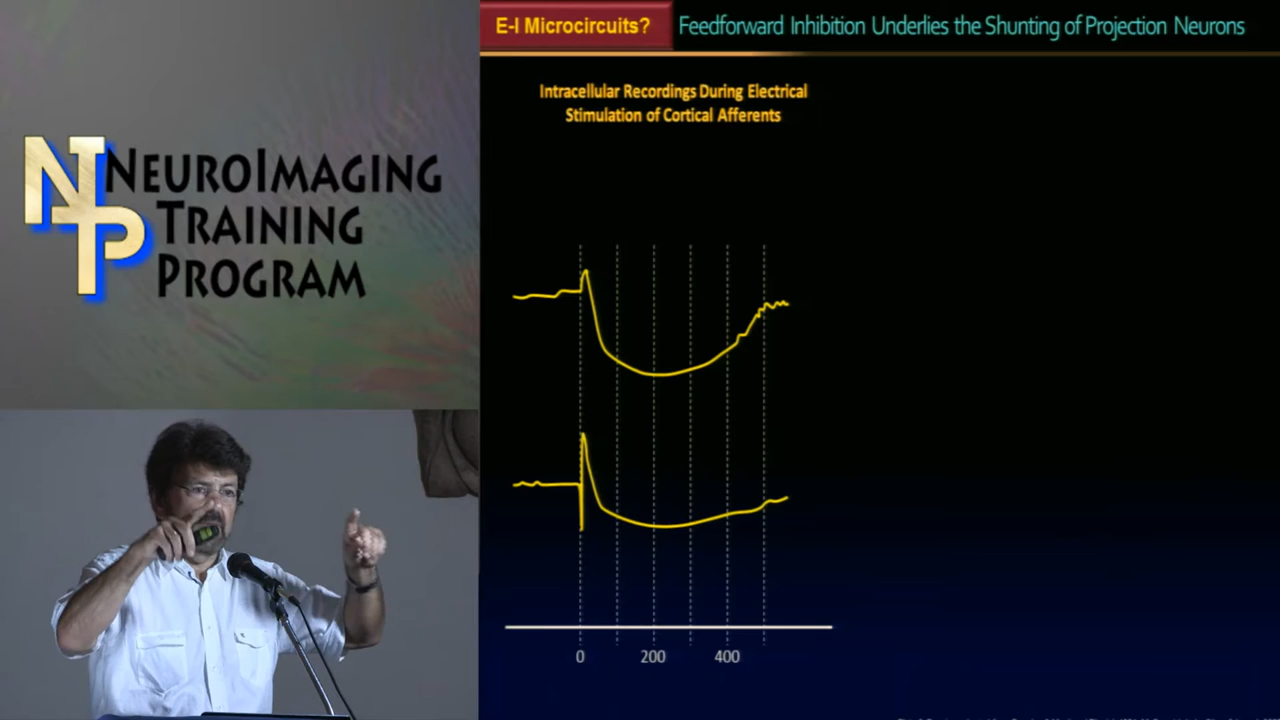 NEUROIMAGING
TRAINING
PROGRAM
NTP
E-I Microcircuits?
Feedforward Inhibition Underlies the Shunting of Projection Neurons
Intracellular Recordings During Electrical
Stimulation of Cortical Afferents
0 200 400